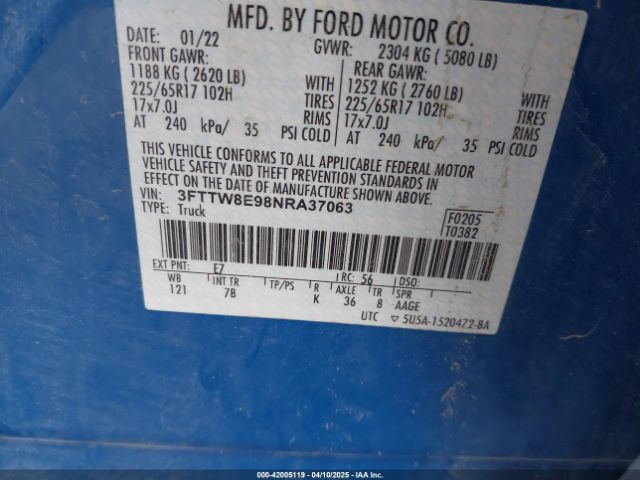 MFD. BY FORD MOTOR CO.
DATE: 01/22 GVWR: 2304 KG ( 5080 LB)
FRONT GAWR: REAR GAWR:
1188 KG ( 2620 LB) WITH 1252 KG ( 2760 LB) WITH
225/65R17 102H TIRES 225/65R17 102H TIRES
17x7.0J RIMS 17x7.0J RIMS
AT 240 kPa/ 35 PSI COLD AT 240 kPa/ 35 PSI COLD
THIS VEHICLE CONFORMS TO ALL APPLICABLE FEDERAL MOTOR
VEHICLE SAFETY AND THEFT PREVENTION STANDARDS IN
EFFECT ON THE DATE OF MANUFACTURE SHOWN ABOVE.
VIN: 3FTTW8E98NRA37063 F0205
TYPE: Truck T0382
EXT PNT: E7 RC: 56 DSO:
WB INT TR TP/PS R AXLE TR SPR
121 7B K 36 8 AAGE
UTC ▽ 5U5A-1520472-BA
000-42005119 - 04/10/2025 - IAAI.COM